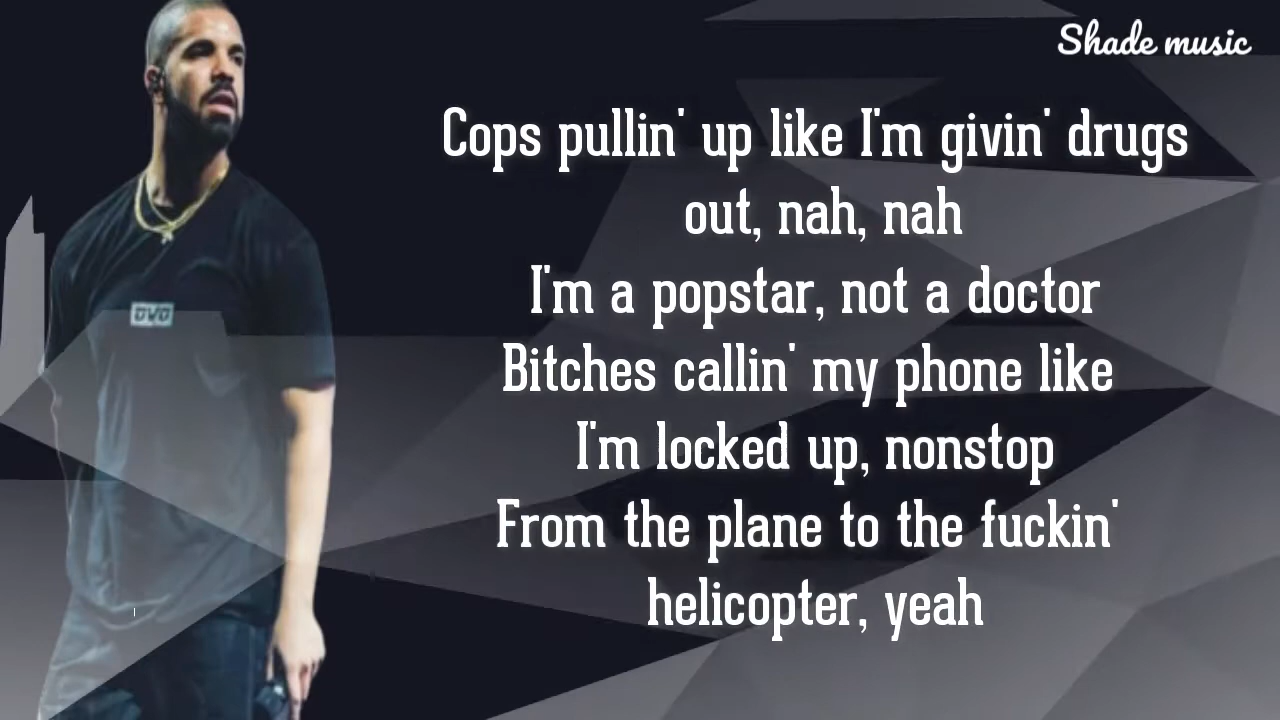 Shade music
Cops pullin' up like I'm givin' drugs
out, nah, nah
I'm a popstar, not a doctor
Bitches callin' my phone like
I'm locked up, nonstop
From the plane to the fuckin'
helicopter, yeah
OVO